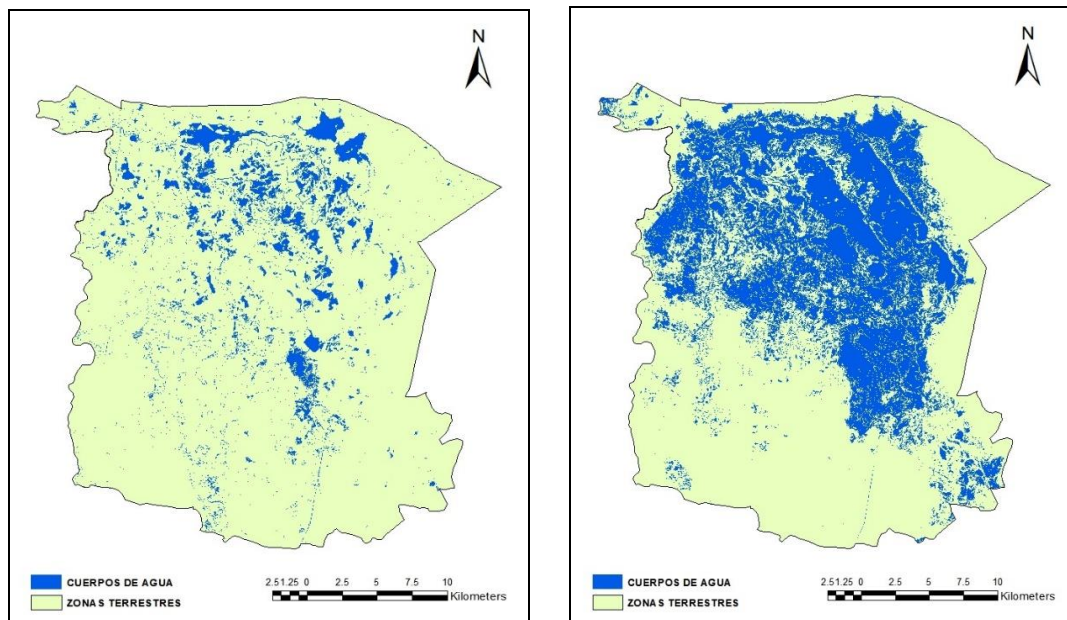 N
CUERPOS DE AGUA
ZONAS TERRESTRES
2.51.25 0 2.5 5 7.5 10
Kilometers
N
CUERPOS DE AGUA
ZONAS TERRESTRES
2.51.25 0 2.5 5 7.5 10
Kilometers